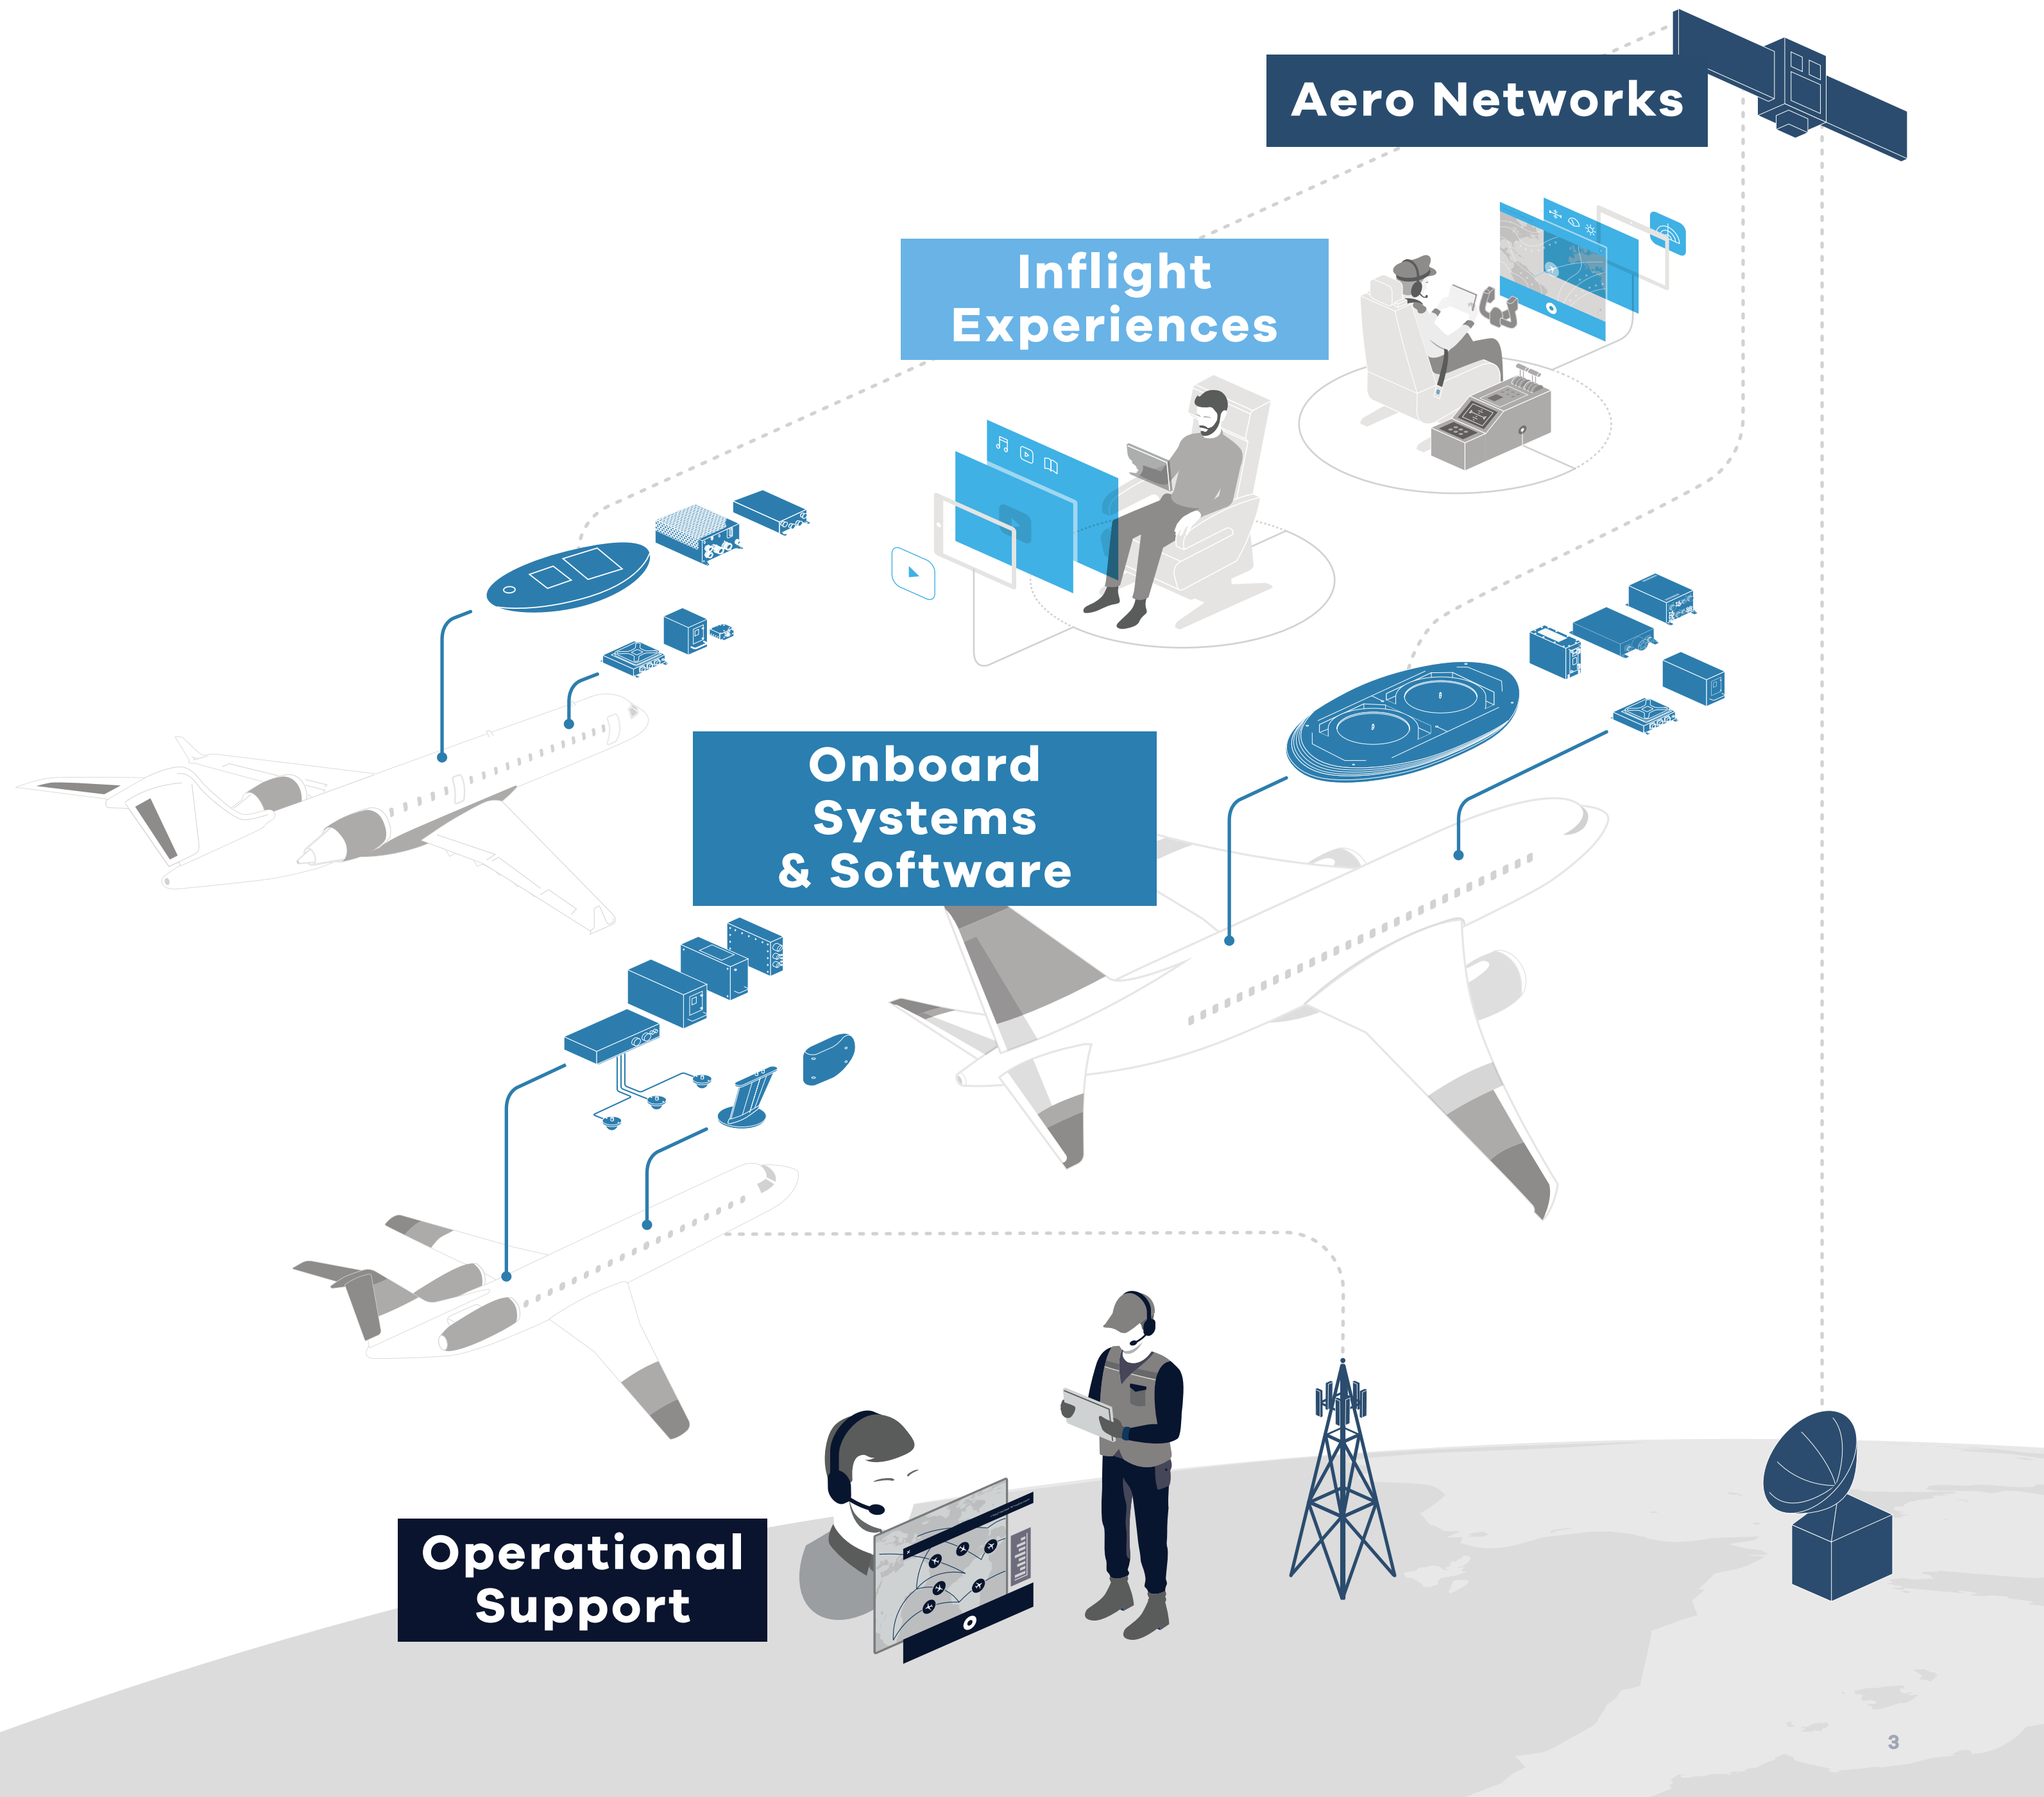 Aero Networks
Inflight
Experiences
Onboard
Systems
& Software
Operational
Support
3